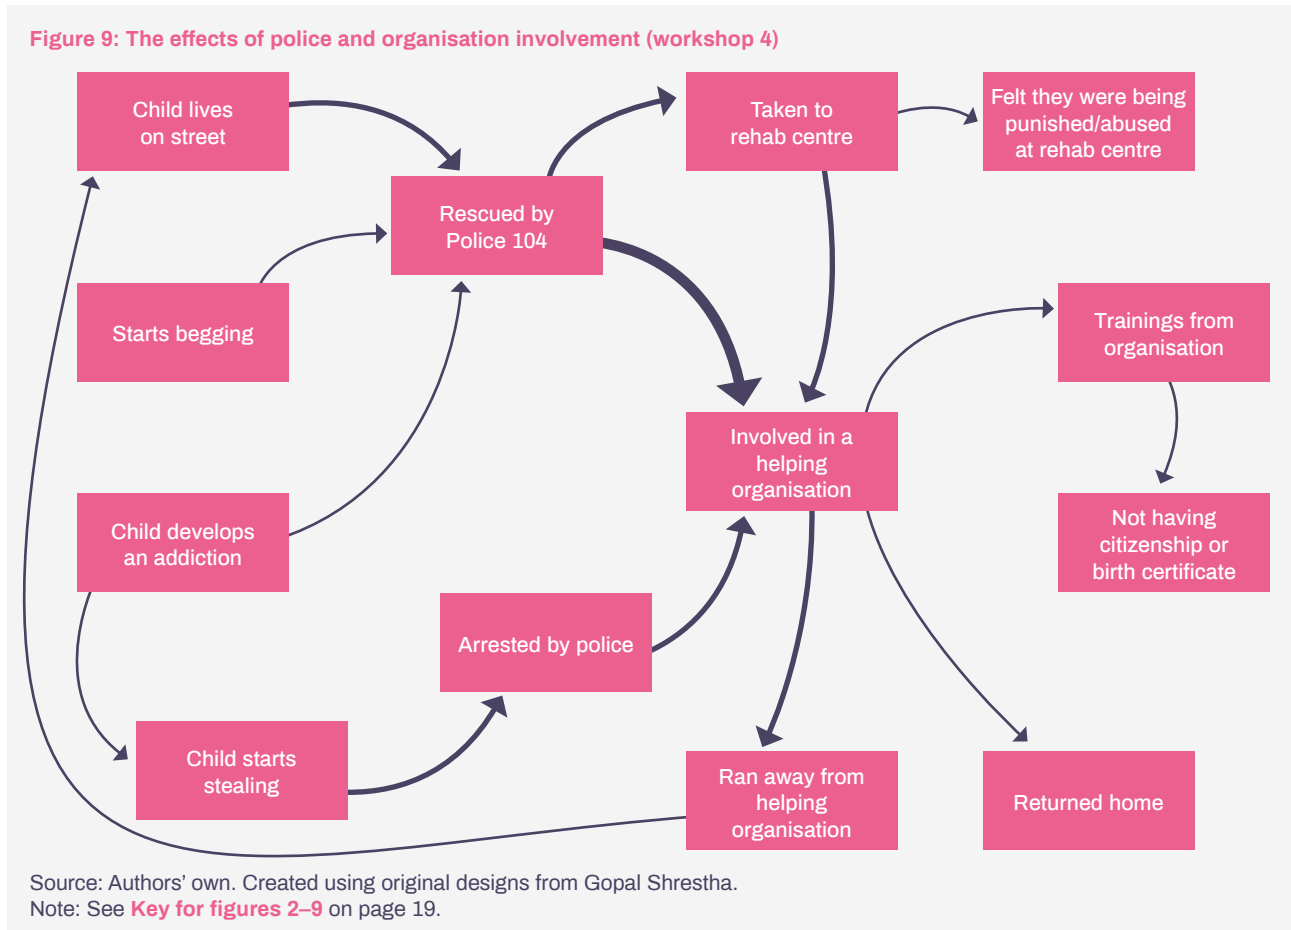 Figure 9: The effects of police and organisation involvement (workshop 4)
Child lives
on street
Taken to
rehab centre
Felt they were being
punished/abused
at rehab centre
Rescued by
Police 104
Starts begging
Trainings from
organisation
Involved in a
helping
organisation
Child develops
an addiction
Not having
citizenship or
birth certificate
Arrested by police
Child starts
stealing
Ran away from
helping
organisation
Returned home
Source: Authors’ own. Created using original designs from Gopal Shrestha.
Note: See Key for figures 2–9 on page 19.